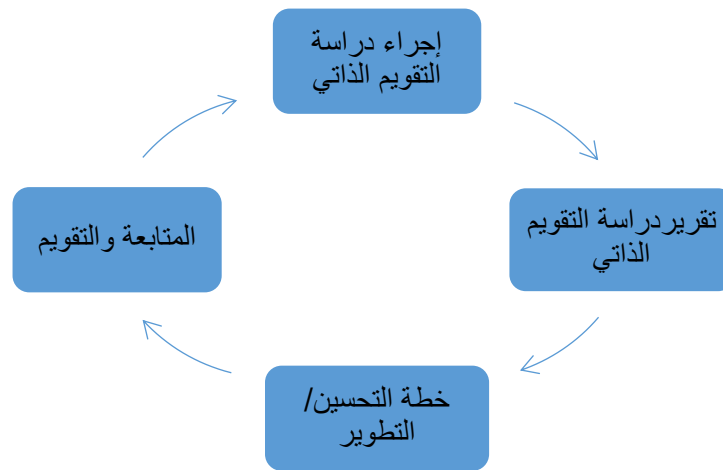 إجراء دراسة
التقويم الذاتي
تقريردراسة التقويم
الذاتي
خطة التحسين/
التطوير
المتابعة والتقويم